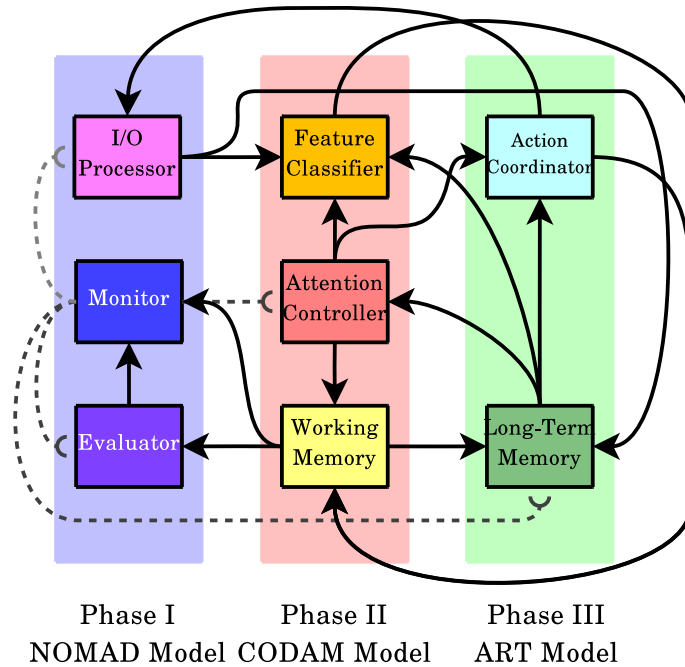 I/O
Processor
Feature
Classifier
Action
Coordinator
Monitor
Attention
Controller
Evaluator
Working
Memory
Long-Term
Memory
Phase I
NOMAD Model
Phase II
CODAM Model
Phase III
ART Model